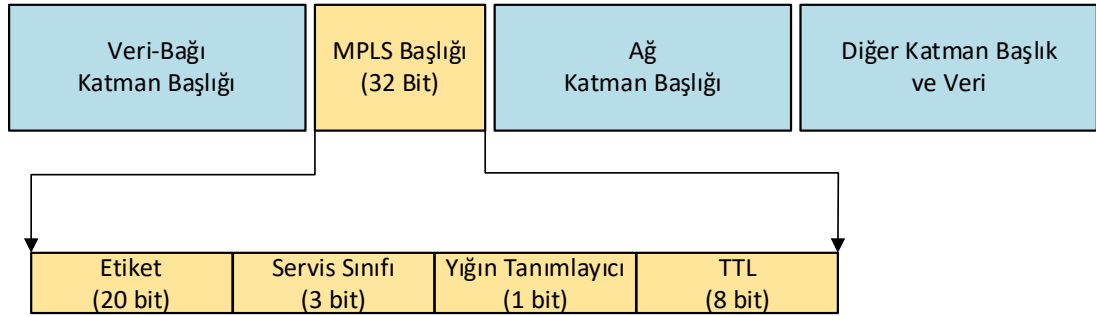 Veri-Bağı
Katman Başlığı
MPLS Başlığı
(32 Bit)
Ağ
Katman Başlığı
Diğer Katman Başlık
ve Veri
Etiket
(20 bit)
Servis Sınıfı
(3 bit)
Yığın Tanımlayıcı
(1 bit)
TTL
(8 bit)